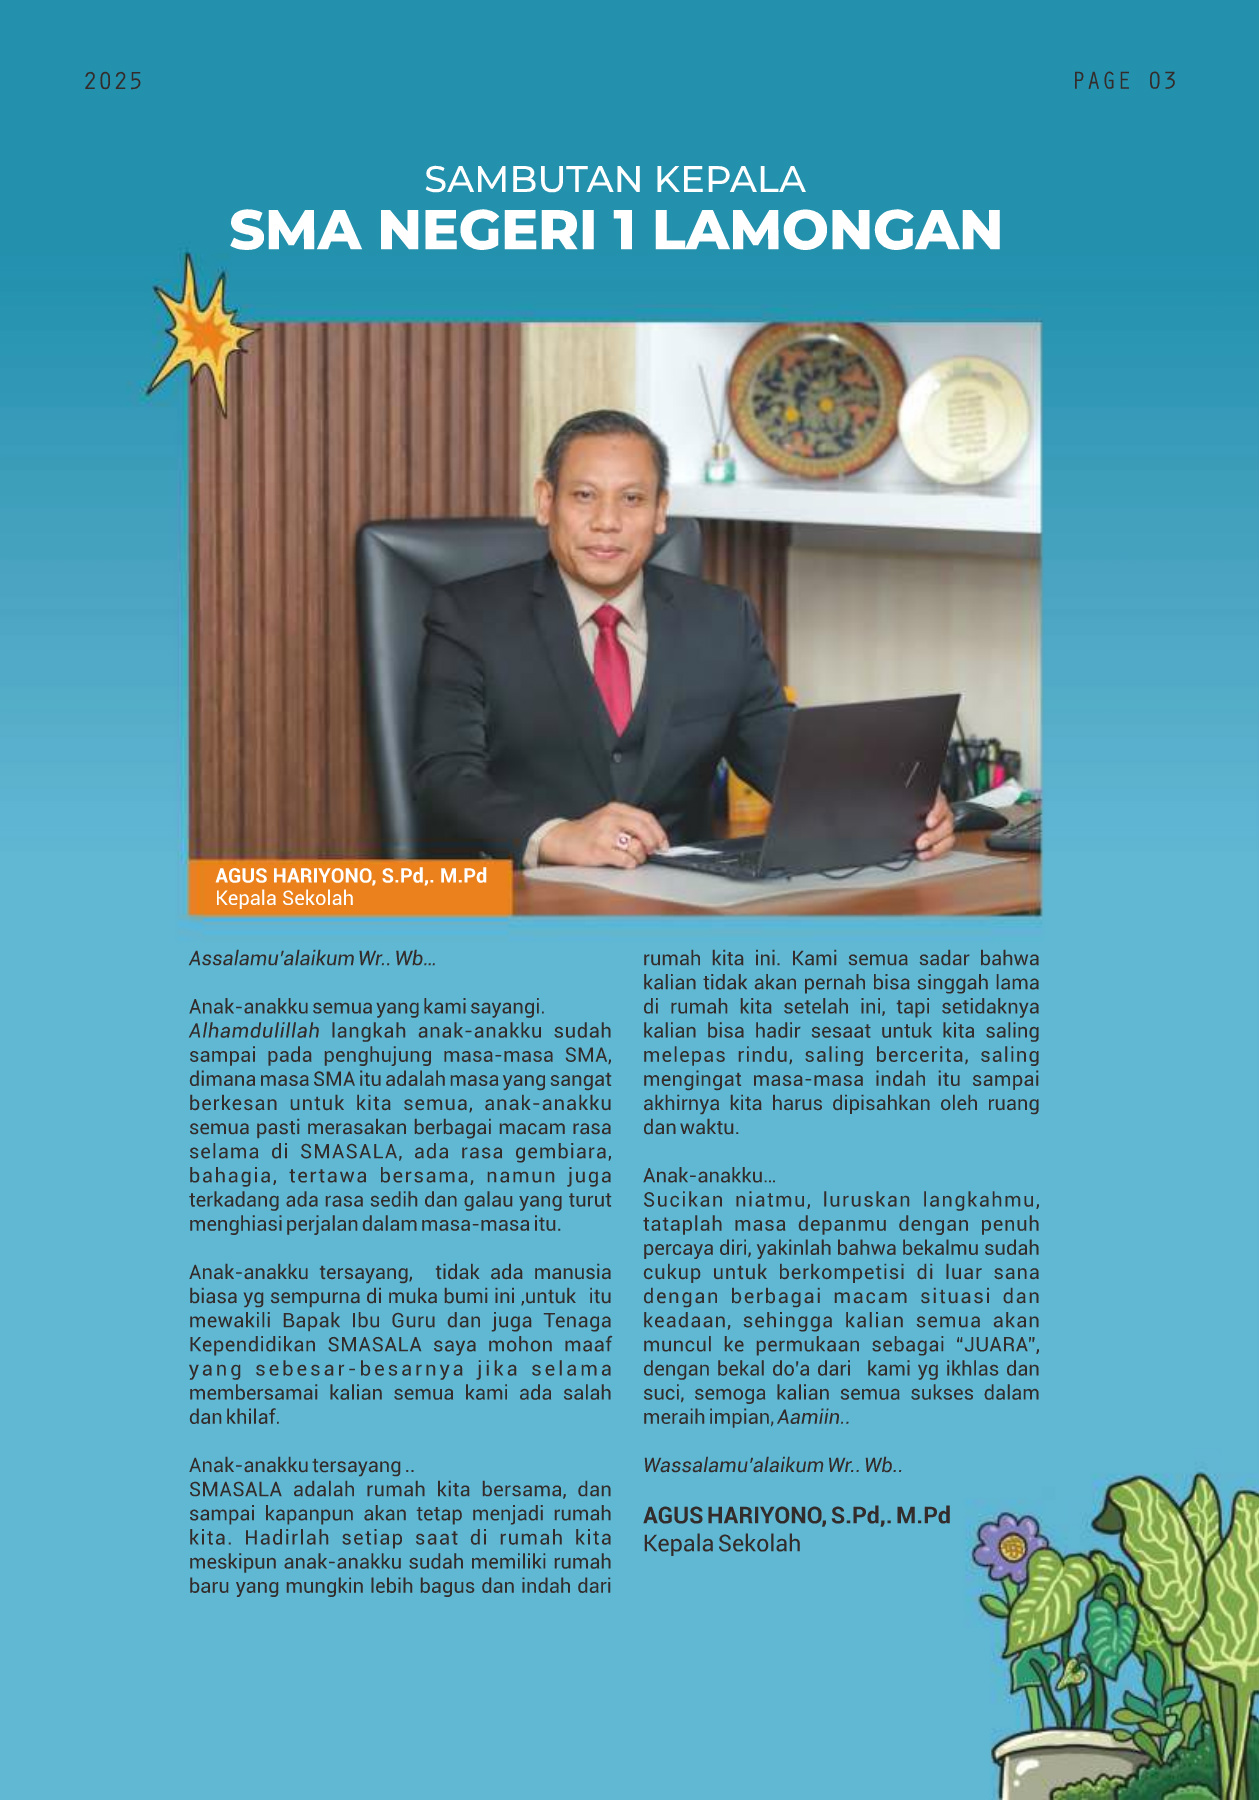 2025
PAGE 03
SAMBUTAN KEPALA
SMA NEGERI 1 LAMONGAN
AGUS HARIYONO, S.Pd,. M.Pd
Kepala Sekolah
Assalamu'alaikum Wr.. Wb...
Anak-anakku semua yang kami sayangi.
Alhamdulillah langkah anak-anakku sudah
sampai pada penghujung masa-masa SMA,
dimana masa SMA itu adalah masa yang sangat
berkesan untuk kita semua, anak-anakku
semua pasti merasakan berbagai macam rasa
selama di SMASALA, ada rasa gembiara,
bahagia, tertawa bersama, namun juga
terkadang ada rasa sedih dan galau yang turut
menghiasi perjalan dalam masa-masa itu.
Anak-anakku tersayang, tidak ada manusia
biasa yg sempurna di muka bumi ini ,untuk itu
mewakili Bapak Ibu Guru dan juga Tenaga
Kependidikan SMASALA saya mohon maaf
yang sebesar-besarnya jika selama
membersamai kalian semua kami ada salah
dan khilaf.
Anak-anakku tersayang ..
SMASALA adalah rumah kita bersama, dan
sampai kapanpun akan tetap menjadi rumah
kita. Hadirlah setiap saat di rumah kita
meskipun anak-anakku sudah memiliki rumah
baru yang mungkin lebih bagus dan indah dari
rumah kita ini. Kami semua sadar bahwa
kalian tidak akan pernah bisa singgah lama
di rumah kita setelah ini, tapi setidaknya
kalian bisa hadir sesaat untuk kita saling
melepas rindu, saling bercerita, saling
mengingat masa-masa indah itu sampai
akhirnya kita harus dipisahkan oleh ruang
dan waktu.
Anak-anakku...
Sucikan niatmu, luruskan langkahmu,
tataplah masa depanmu dengan penuh
percaya diri, yakinlah bahwa bekalmu sudah
cukup untuk berkompetisi di luar sana
dengan berbagai macam situasi dan
keadaan, sehingga kalian semua akan
muncul ke permukaan sebagai “JUARA”,
dengan bekal do'a dari kami yg ikhlas dan
suci, semoga kalian semua sukses dalam
meraih impian, Aamiin..
Wassalamu'alaikum Wr.. Wb..
AGUS HARIYONO, S.Pd,. M.Pd
Kepala Sekolah